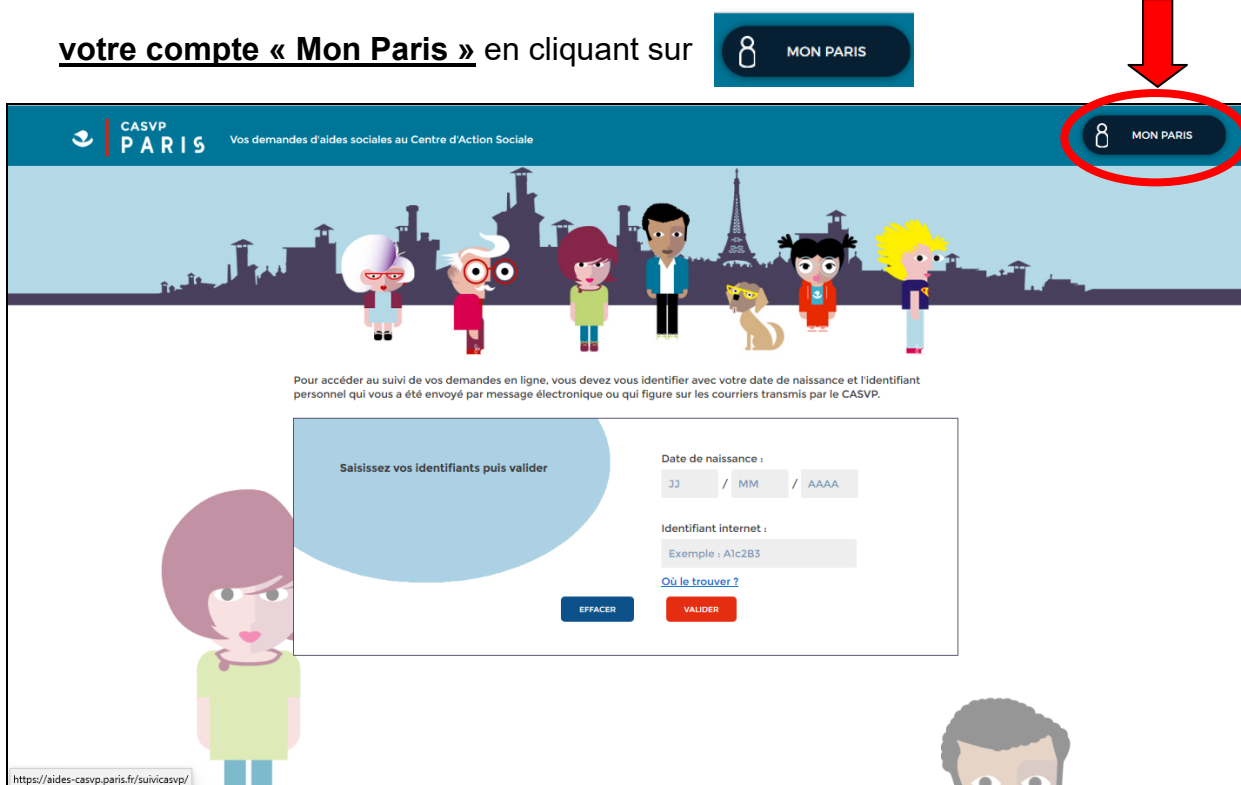 votre compte « Mon Paris » en cliquant sur
MON PARIS
CASVP
PARIS
Vos demandes d'aides sociales au Centre d'Action Sociale
MON PARIS
Pour accéder au suivi de vos demandes en ligne, vous devez vous identifier avec votre date de naissance et l'identifiant
personnel qui vous a été envoyé par message électronique ou qui figure sur les courriers transmis par le CASVP.
Saisissez vos identifiants puis valider
Date de naissance :
JJ / MM / AAAA
Identifiant internet :
Exemple : A1c2B3
Où le trouver ?
EFFACER
VALIDER
https://aides-casvp.paris.fr/suivicasvp/